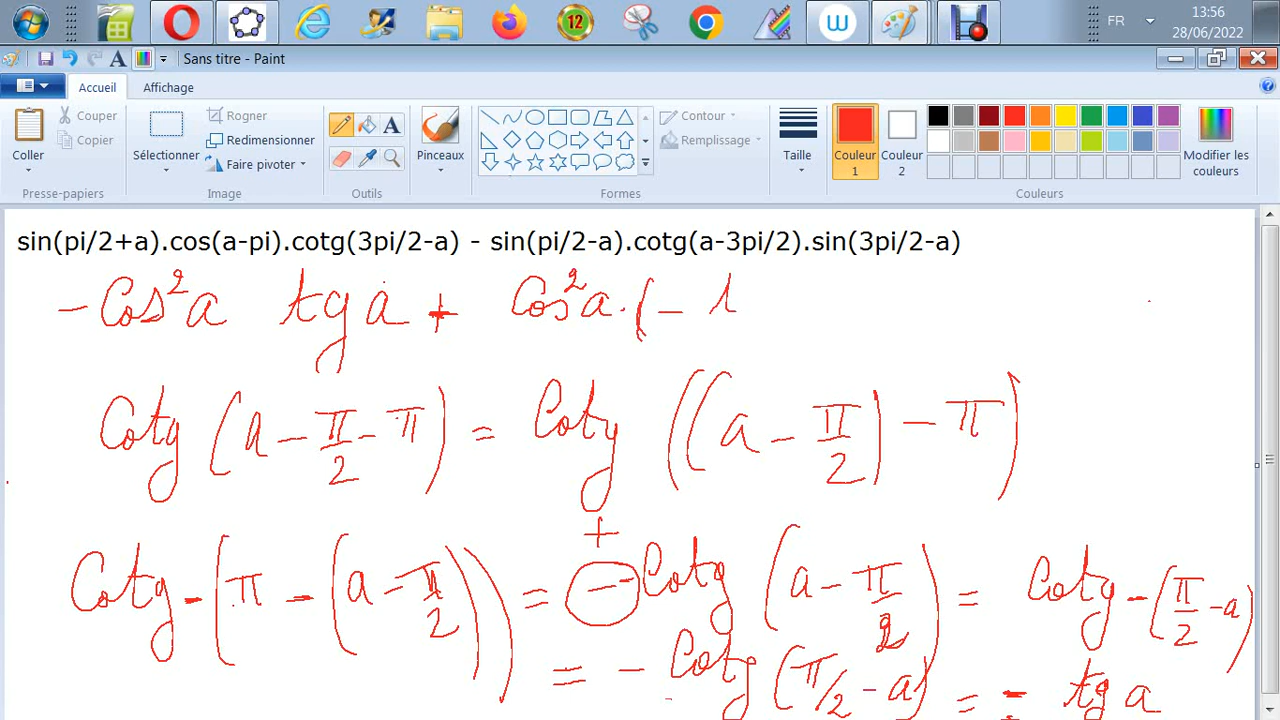 FR
13:56
28/06/2022
12
W
Sans titre - Paint
Accueil Affichage
Coller
Couper
Copier
Presse-papiers
Sélectionner
Rogner
Redimensionner
Faire pivoter
Image
Outils
Pinceaux
Contour
Remplissage
Formes
Taille
Couleur 1
Couleur 2
Modifier les couleurs
Couleurs
sin(pi/2+a).cos(a-pi).cotg(3pi/2-a) - sin(pi/2-a).cotg(a-3pi/2).sin(3pi/2-a)
- Cos²a tg a + Cos²a . ( -
Cotg (a - π/2 - π) = Cotg ((a - π/2) - π)
Cotg - (π - (a - π/2)) = - Cotg (a - π/2) = Cotg - (π/2 - a)
+
= - Cotg (π/2 - a) = - tg a